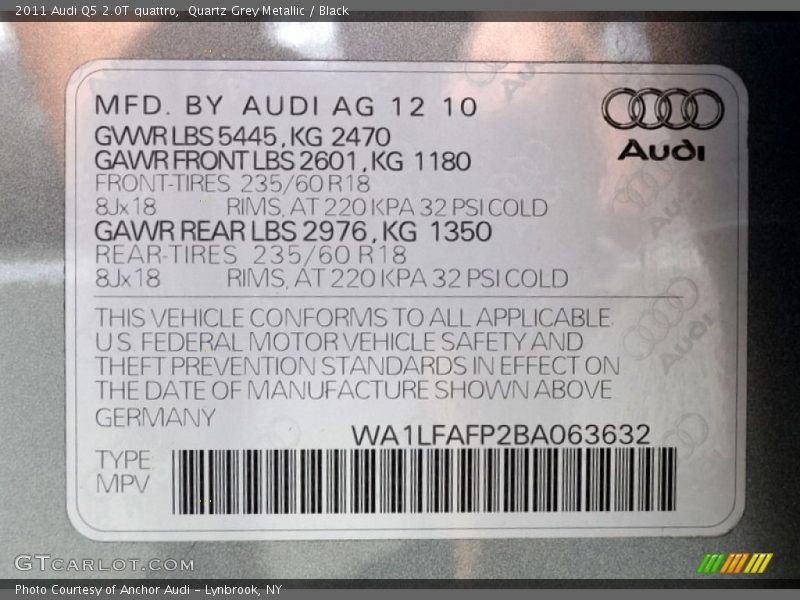 2011 Audi Q5 2.0T quattro,  Quartz Grey Metallic / Black
MFD. BY AUDI AG 12 10
GVWR LBS 5445, KG 2470
GAWR FRONT LBS 2601, KG 1180
FRONT-TIRES 235/60 R18
8Jx18 RIMS, AT 220 KPA 32 PSI COLD
GAWR REAR LBS 2976, KG 1350
REAR-TIRES 235/60 R18
8Jx18 RIMS, AT 220 KPA 32 PSI COLD
Audi
THIS VEHICLE CONFORMS TO ALL APPLICABLE
U.S. FEDERAL MOTOR VEHICLE SAFETY AND
THEFT PREVENTION STANDARDS IN EFFECT ON
THE DATE OF MANUFACTURE SHOWN ABOVE
GERMANY
WA1LFAFP2BA063632
TYPE
MPV
GTCARLOT.COM
Photo Courtesy of Anchor Audi - Lynbrook, NY